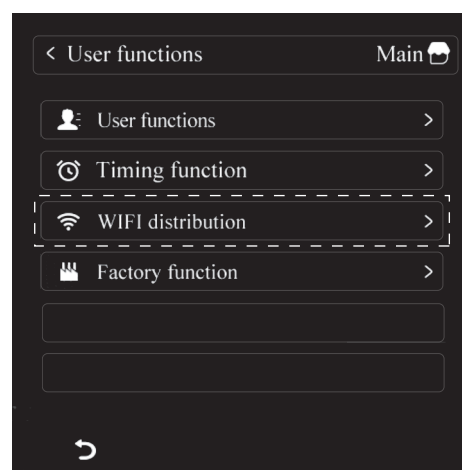 < User functions Main
User functions >
Timing function >
WIFI distribution >
Factory function >